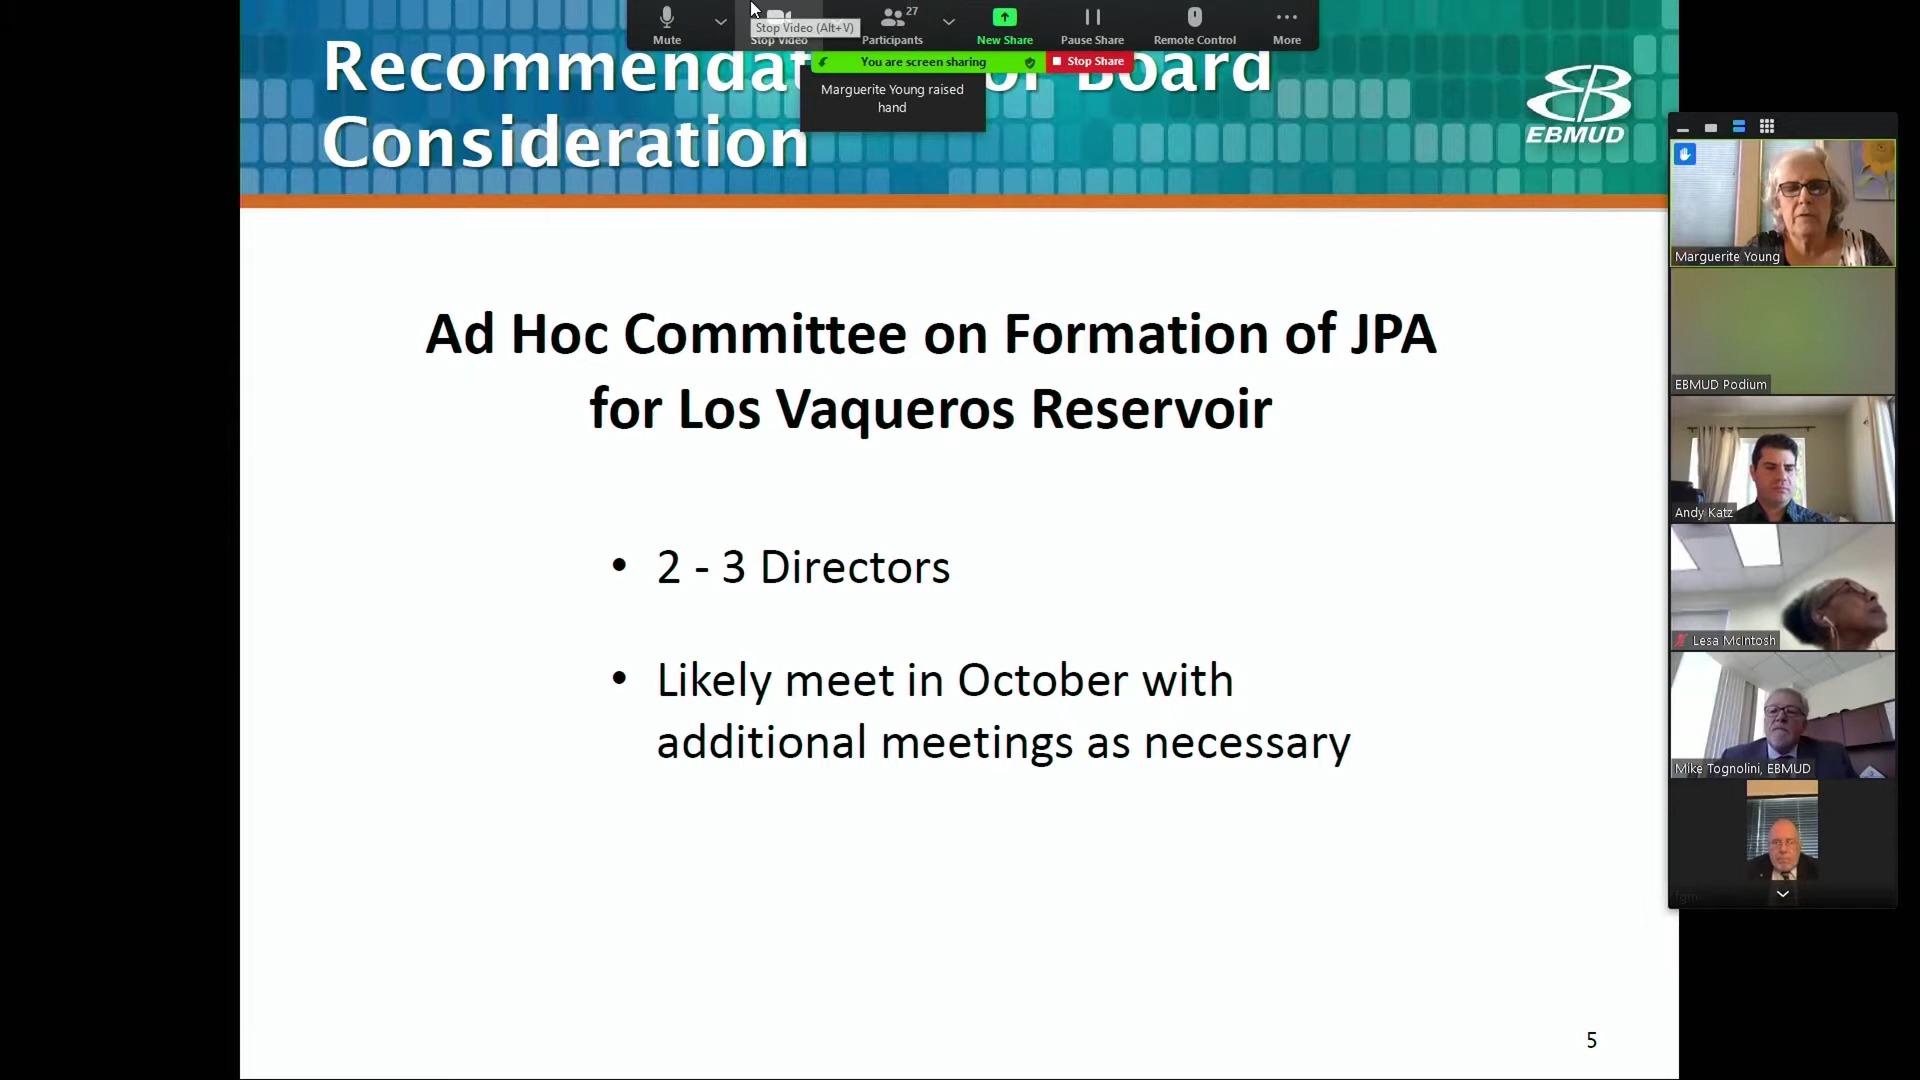 Mute
Stop Video
Stop Video (Alt+V)
27
Participants
New Share
Pause Share
Remote Control
More
You are screen sharing
Stop Share
Marguerite Young raised
hand
Board
Consideration
EBMUD
Ad Hoc Committee on Formation of JPA
for Los Vaqueros Reservoir
• 2 - 3 Directors
• Likely meet in October with
additional meetings as necessary
5
Marguerite Young
EBMUD Podium
Andy Katz
Lesa McIntosh
Mike Tognolini, EBMUD